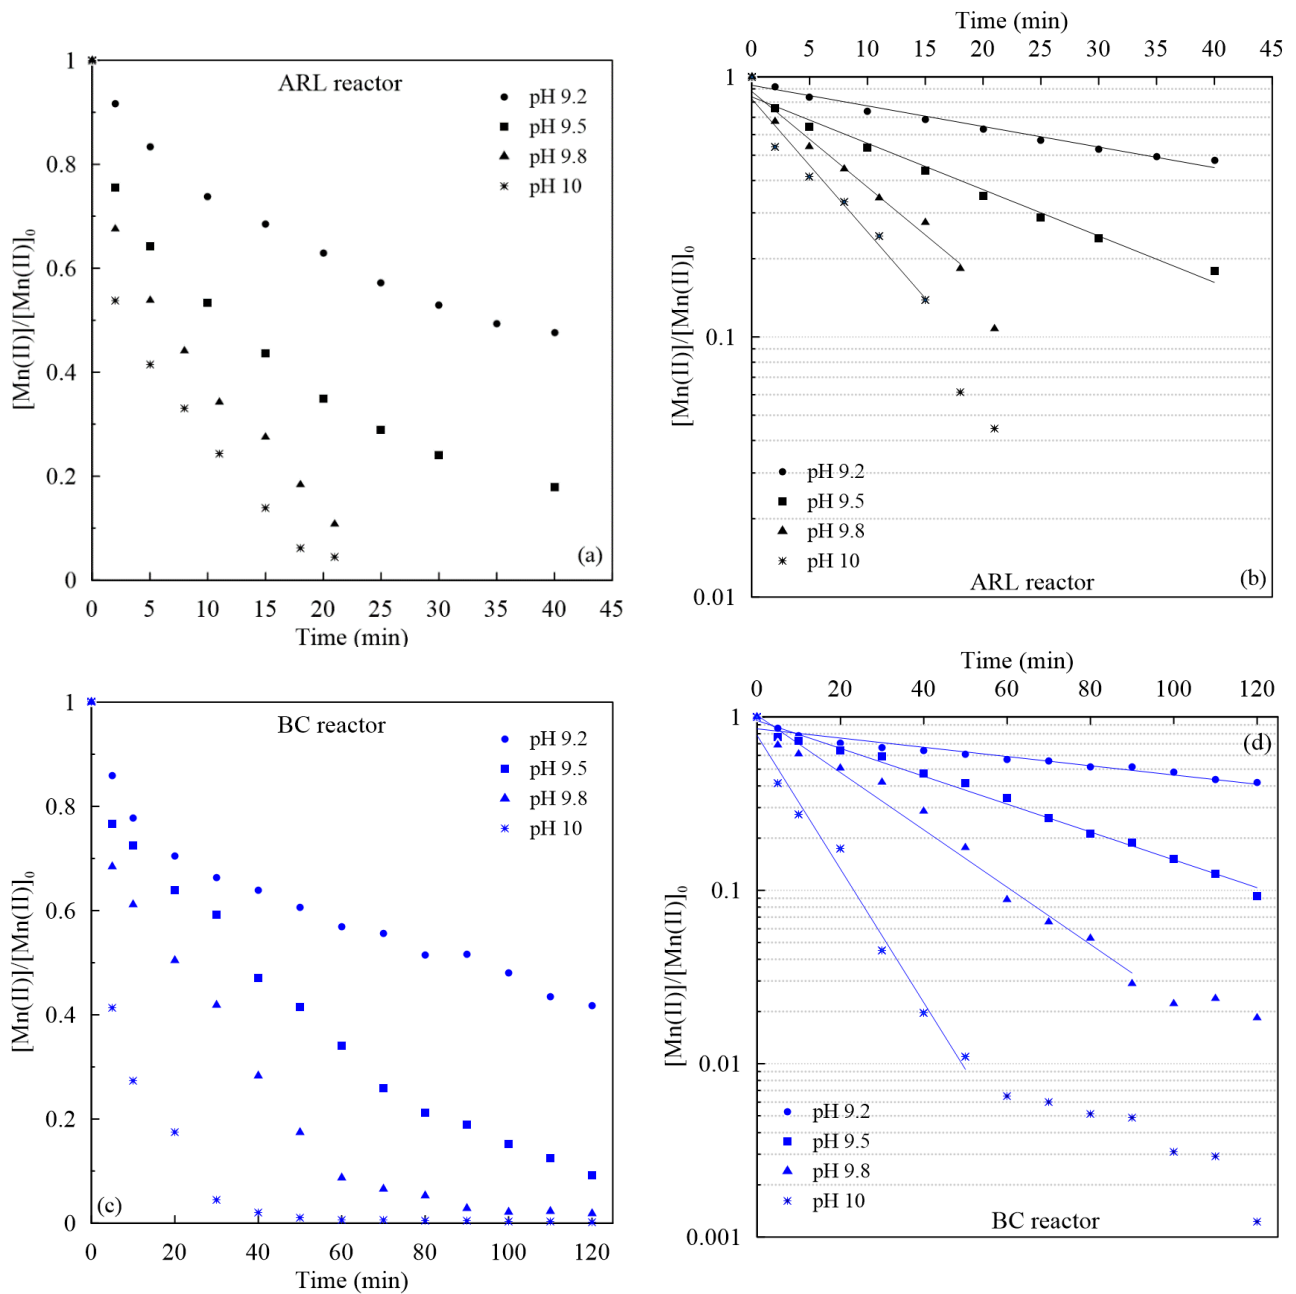 ARL reactor
pH 9.2
pH 9.5
pH 9.8
pH 10
1
0.8
0.6
0.4
0.2
0
[Mn(II)]/[Mn(II)]₀
(a)
0 5 10 15 20 25 30 35 40 45
Time (min)
Time (min)
0 5 10 15 20 25 30 35 40 45
1
0.1
0.01
[Mn(II)]/[Mn(II)]₀
pH 9.2
pH 9.5
pH 9.8
pH 10
ARL reactor
(b)
BC reactor
pH 9.2
pH 9.5
pH 9.8
pH 10
1
0.8
0.6
0.4
0.2
0
[Mn(II)]/[Mn(II)]₀
(c)
0 20 40 60 80 100 120
Time (min)
Time (min)
0 20 40 60 80 100 120
(d)
1
0.1
0.01
0.001
[Mn(II)]/[Mn(II)]₀
pH 9.2
pH 9.5
pH 9.8
pH 10
BC reactor